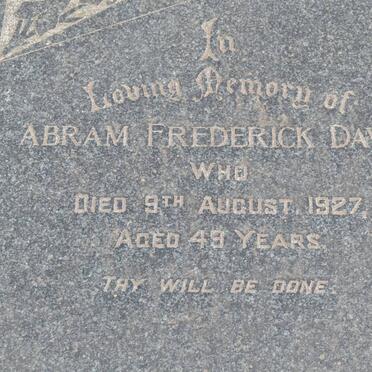 In
Loving Memory of
ABRAM FREDERICK DA
WHO
DIED 9TH AUGUST, 1927,
AGED 49 YEARS.
THY WILL BE DONE.